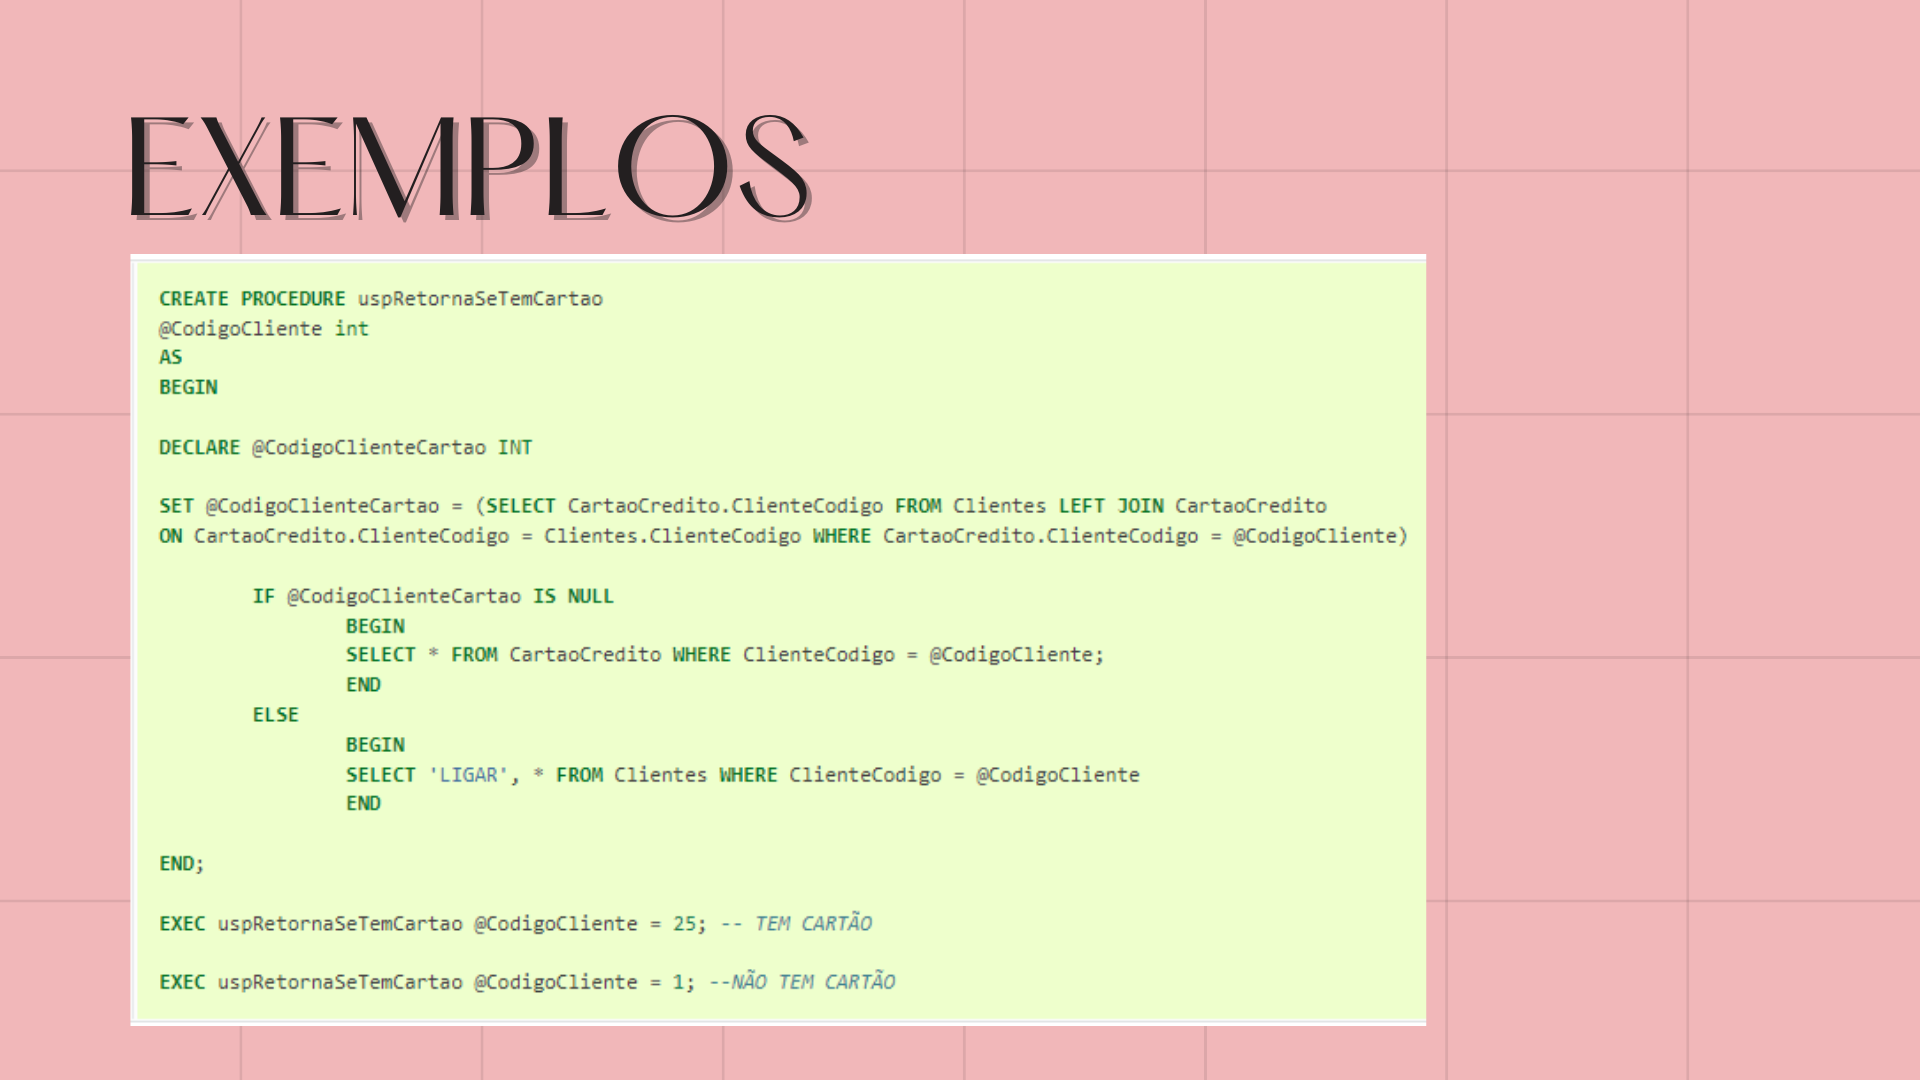 EXEMPLOS
CREATE PROCEDURE uspRetornaSeTemCartao
@CodigoCliente int
AS
BEGIN
DECLARE @CodigoClienteCartao INT
SET @CodigoClienteCartao = (SELECT CartaoCredito.ClienteCodigo FROM Clientes LEFT JOIN CartaoCredito
ON CartaoCredito.ClienteCodigo = Clientes.ClienteCodigo WHERE CartaoCredito.ClienteCodigo = @CodigoCliente)
IF @CodigoClienteCartao IS NULL
BEGIN
SELECT * FROM CartaoCredito WHERE ClienteCodigo = @CodigoCliente;
END
ELSE
BEGIN
SELECT 'LIGAR', * FROM Clientes WHERE ClienteCodigo = @CodigoCliente
END
END;
EXEC uspRetornaSeTemCartao @CodigoCliente = 25; -- TEM CARTÃO
EXEC uspRetornaSeTemCartao @CodigoCliente = 1; --NÃO TEM CARTÃO